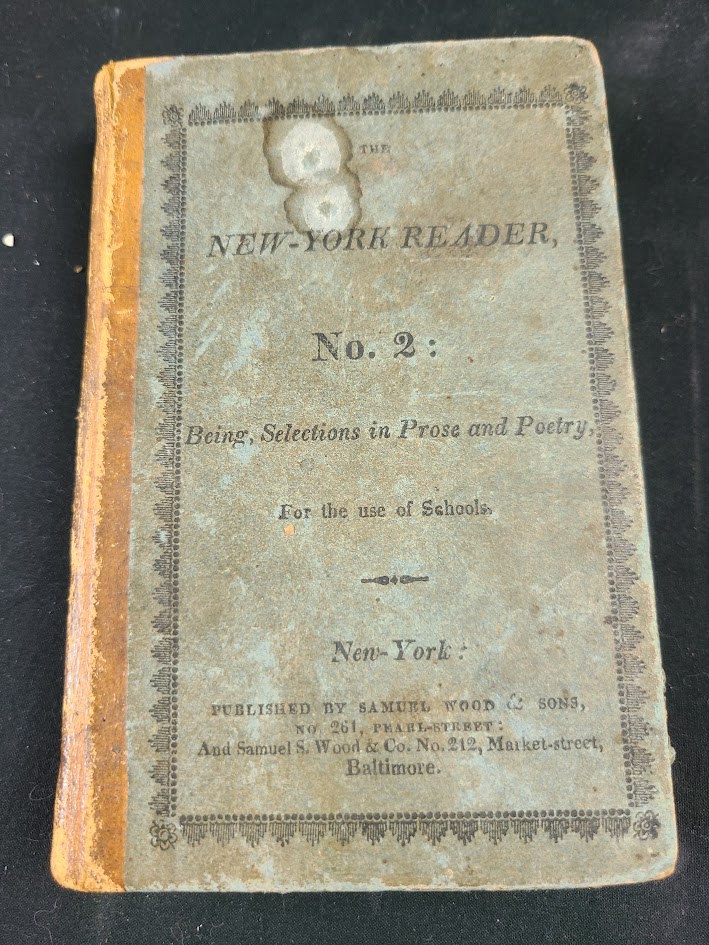 THE
NEW-YORK READER,
No. 2:
Being, Selections in Prose and Poetry,
For the use of Schools.
New-York:
PUBLISHED BY SAMUEL WOOD & SONS,
NO. 261, PEARL-STREET:
And Samuel S. Wood & Co. No. 212, Market-street,
Baltimore.